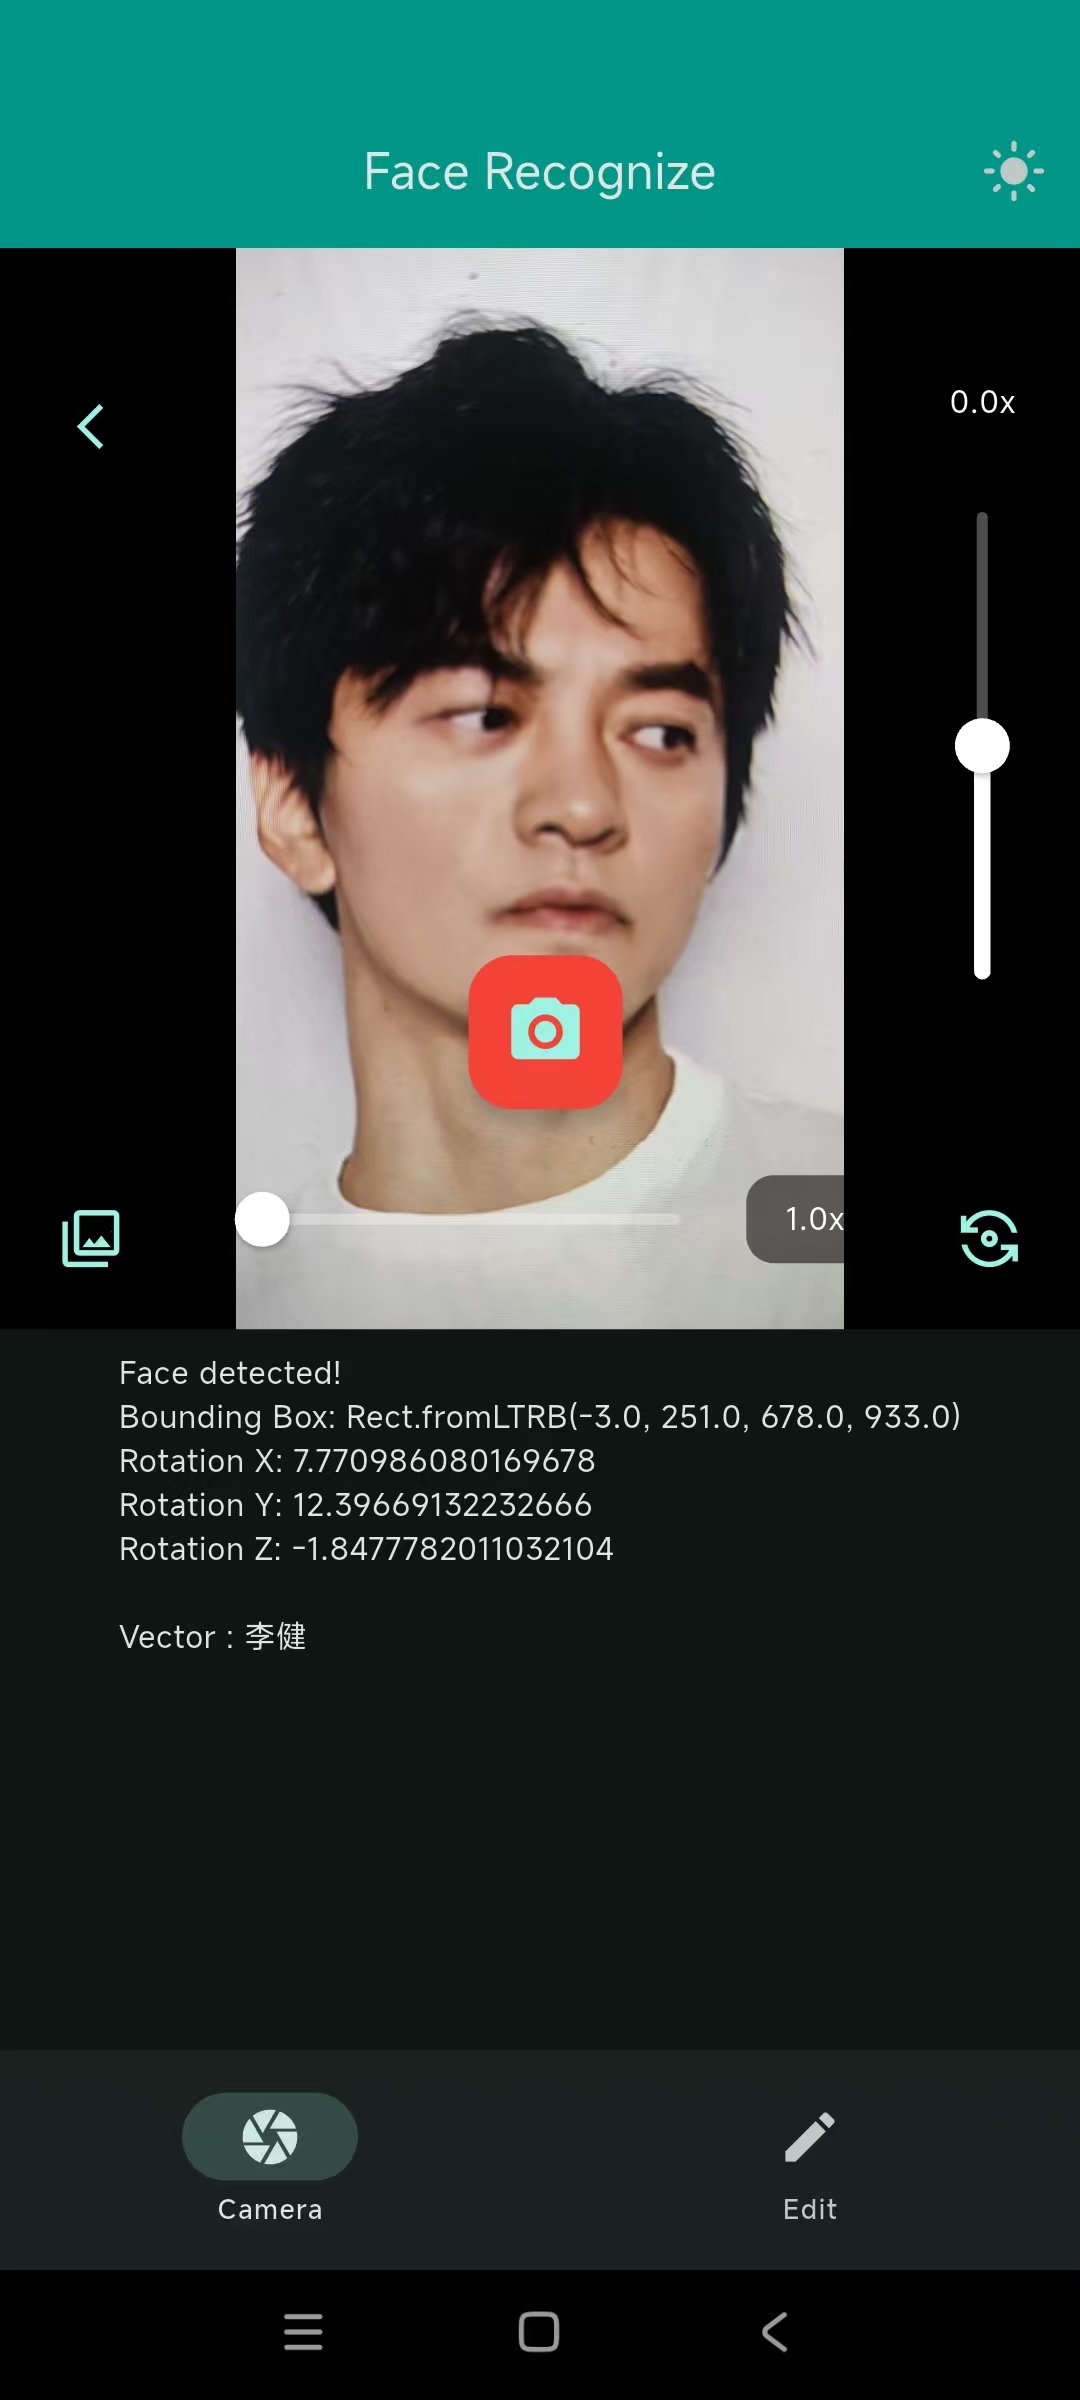 Face Recognize
0.0x
1.0x
Face detected!
Bounding Box: Rect.fromLTRB(-3.0, 251.0, 678.0, 933.0)
Rotation X: 7.770986080169678
Rotation Y: 12.39669132232666
Rotation Z: -1.8477782011032104
Vector : 李健
Camera
Edit